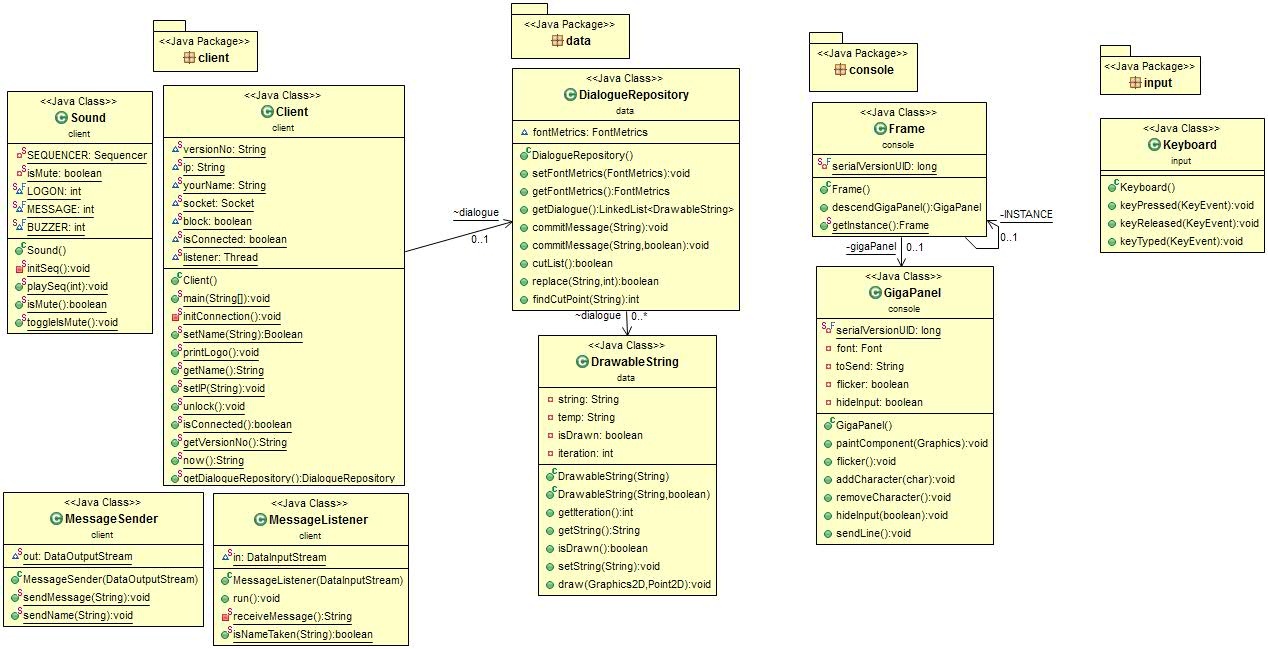 <<Java Package>>
client
<<Java Class>>
Sound
client
SEQUENCER: Sequencer
isMute: boolean
LOGON: int
MESSAGE: int
BUZZER: int
Sound()
initSeq():void
playSeq(int):void
isMute():boolean
toggleIsMute():void
<<Java Class>>
Client
client
versionNo: String
ip: String
yourName: String
socket: Socket
block: boolean
isConnected: boolean
listener: Thread
Client()
main(String[]):void
initConnection():void
setName(String):Boolean
printLogo():void
getName():String
setIP(String):void
unlock():void
isConnected():boolean
getVersionNo():String
now():String
getDialogueRepository():DialogueRepository
<<Java Class>>
MessageSender
client
out: DataOutputStream
MessageSender(DataOutputStream)
sendMessage(String):void
sendName(String):void
<<Java Class>>
MessageListener
client
in: DataInputStream
MessageListener(DataInputStream)
run():void
receiveMessage():String
isNameTaken(String):boolean
~dialogue
0..1
<<Java Package>>
data
<<Java Class>>
DialogueRepository
data
fontMetrics: FontMetrics
DialogueRepository()
setFontMetrics(FontMetrics):void
getFontMetrics():FontMetrics
getDialogue():LinkedList<DrawableString>
commitMessage(String):void
commitMessage(String,boolean):void
cutList():boolean
replace(String,int):boolean
findCutPoint(String):int
~dialogue
0..*
<<Java Class>>
DrawableString
data
string: String
temp: String
isDrawn: boolean
iteration: int
DrawableString(String)
DrawableString(String,boolean)
getIteration():int
getString():String
isDrawn():boolean
setString(String):void
draw(Graphics2D,Point2D):void
<<Java Package>>
console
<<Java Class>>
Frame
console
serialVersionUID: long
Frame()
descendGigaPanel():GigaPanel
getInstance():Frame
-INSTANCE
0..1
-gigaPanel
0..1
<<Java Class>>
GigaPanel
console
serialVersionUID: long
font: Font
toSend: String
flicker: boolean
hideInput: boolean
GigaPanel()
paintComponent(Graphics):void
flicker():void
addCharacter(char):void
removeCharacter():void
hideInput(boolean):void
sendLine():void
<<Java Package>>
input
<<Java Class>>
Keyboard
input
Keyboard()
keyPressed(KeyEvent):void
keyReleased(KeyEvent):void
keyTyped(KeyEvent):void